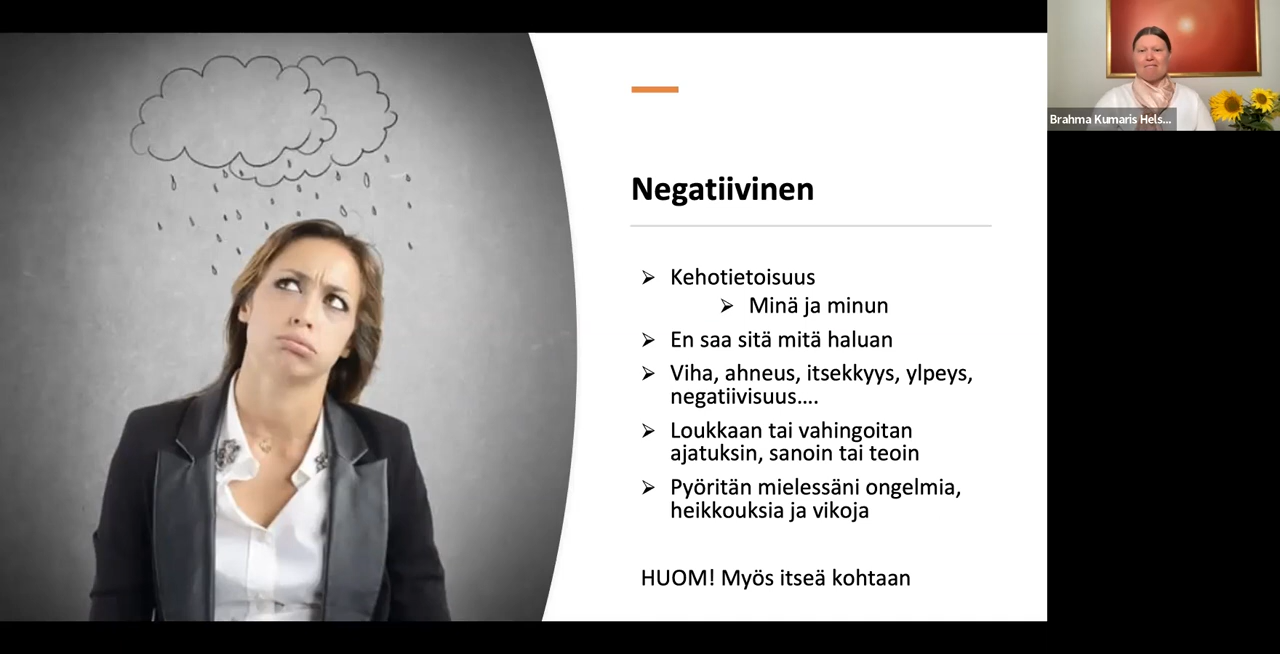 Negatiivinen
Kehotietoisuus
Minä ja minun
En saa sitä mitä haluan
Viha, ahneus, itsekkyys, ylpeys,
negatiivisuus....
Loukkaan tai vahingoitan
ajatuksin, sanoin tai teoin
Pyöritän mielessäni ongelmia,
heikkouksia ja vikoja
HUOM! Myös itseä kohtaan
Brahma Kumaris Hels...